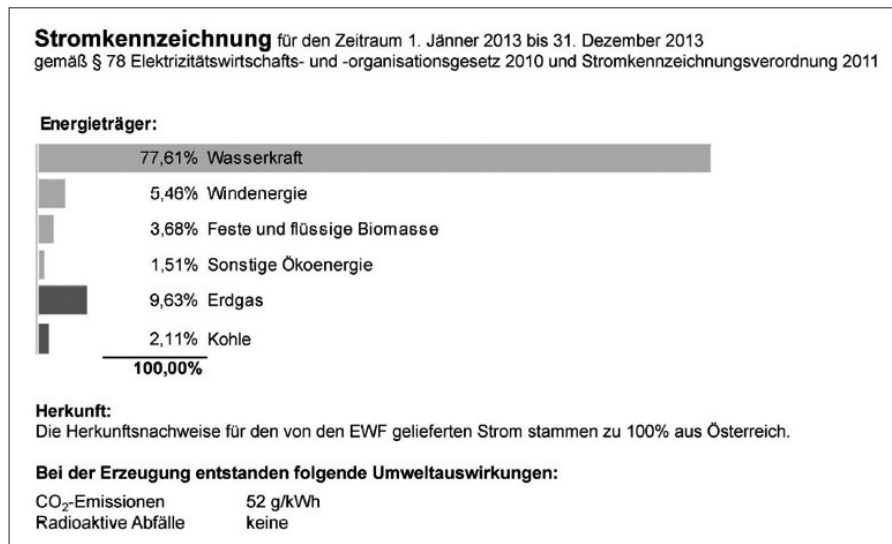 Stromkennzeichnung für den Zeitraum 1. Jänner 2013 bis 31. Dezember 2013
gemäß § 78 Elektrizitätswirtschafts- und -organisationsgesetz 2010 und Stromkennzeichnungsverordnung 2011
Energieträger:
77,61% Wasserkraft
5,46% Windenergie
3,68% Feste und flüssige Biomasse
1,51% Sonstige Ökoenergie
9,63% Erdgas
2,11% Kohle
100,00%
Herkunft:
Die Herkunftsnachweise für den von den EWF gelieferten Strom stammen zu 100% aus Österreich.
Bei der Erzeugung entstanden folgende Umweltauswirkungen:
CO₂-Emissionen 52 g/kWh
Radioaktive Abfälle keine